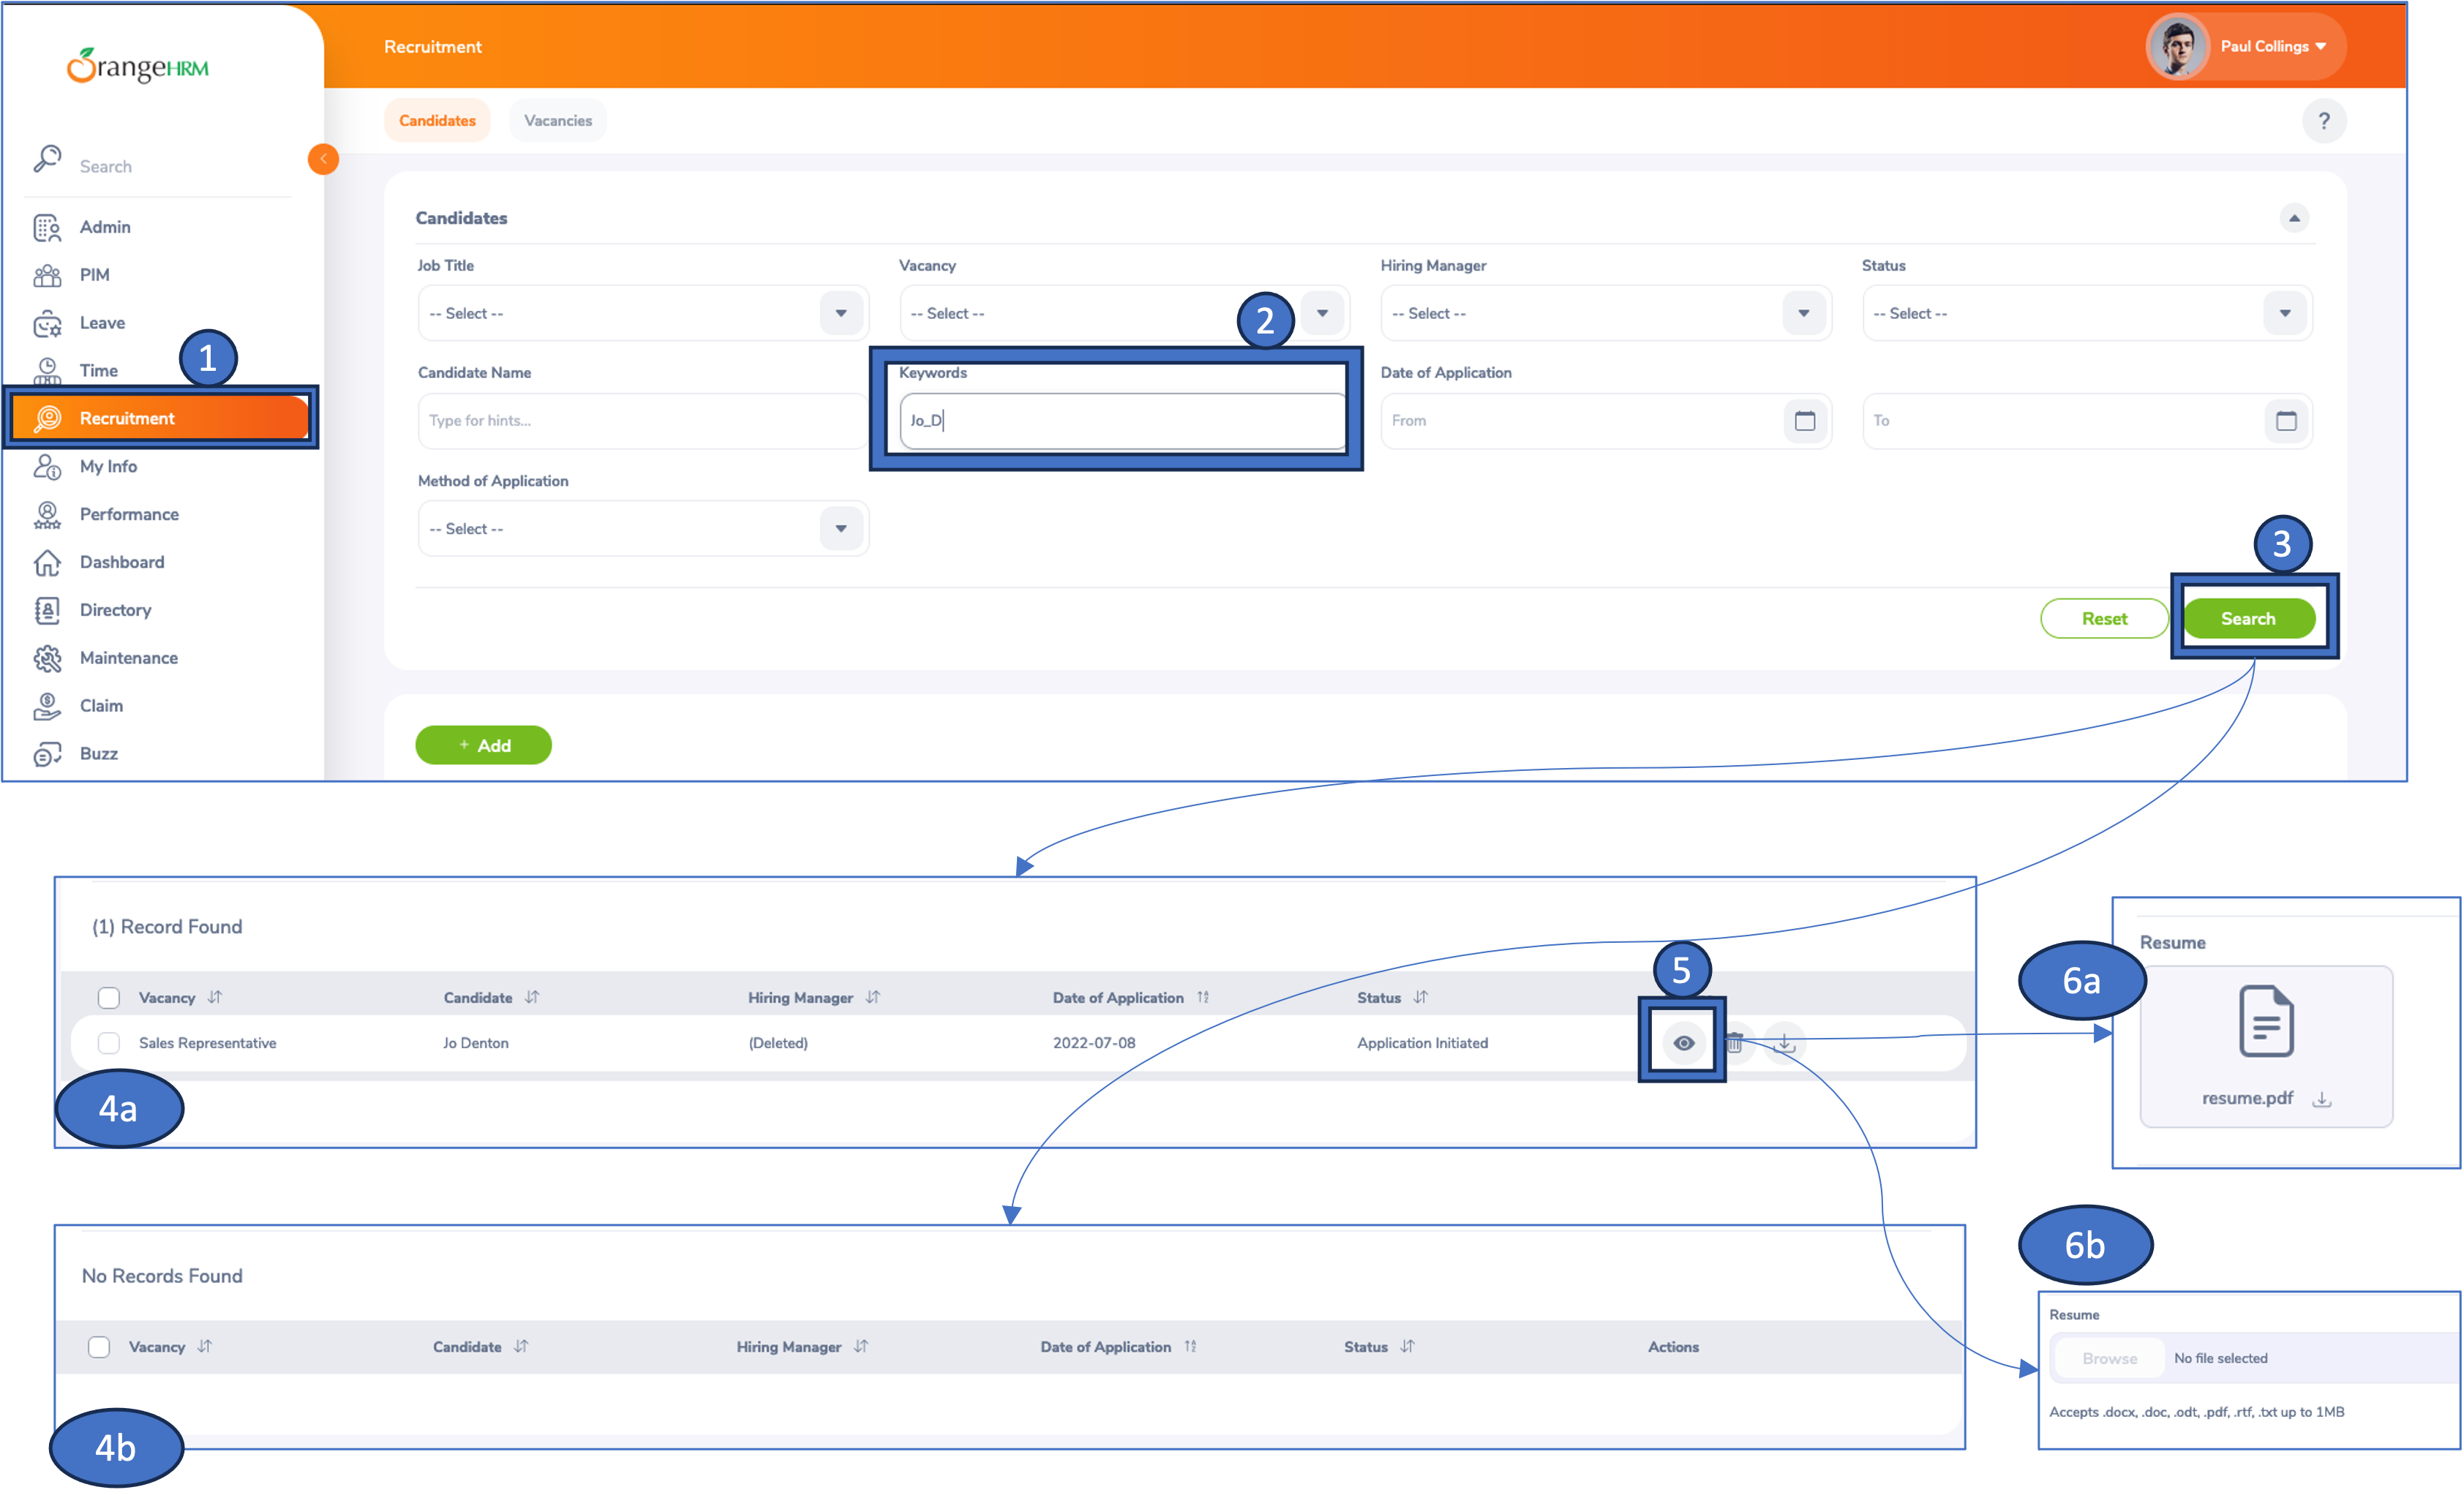 OrangeHRM
Recruitment
Paul Collings
Candidates
Vacancies
?
Search
Admin
PIM
Leave
Time
1
Recruitment
My Info
Performance
Dashboard
Directory
Maintenance
Claim
Buzz
Candidates
Job Title
Vacancy
Hiring Manager
Status
-- Select --
-- Select --
2
-- Select --
-- Select --
Candidate Name
Keywords
Date of Application
Type for hints...
Jo_D
From
To
Method of Application
-- Select --
3
Reset
Search
+ Add
(1) Record Found
5
Vacancy
Candidate
Hiring Manager
Date of Application
Status
Sales Representative
Jo Denton
(Deleted)
2022-07-08
Application Initiated
4a
6a
Resume
resume.pdf
No Records Found
Vacancy
Candidate
Hiring Manager
Date of Application
Status
Actions
4b
6b
Resume
Browse
No file selected
Accepts .docx, .doc, .odt, .pdf, .rtf, .txt up to 1MB